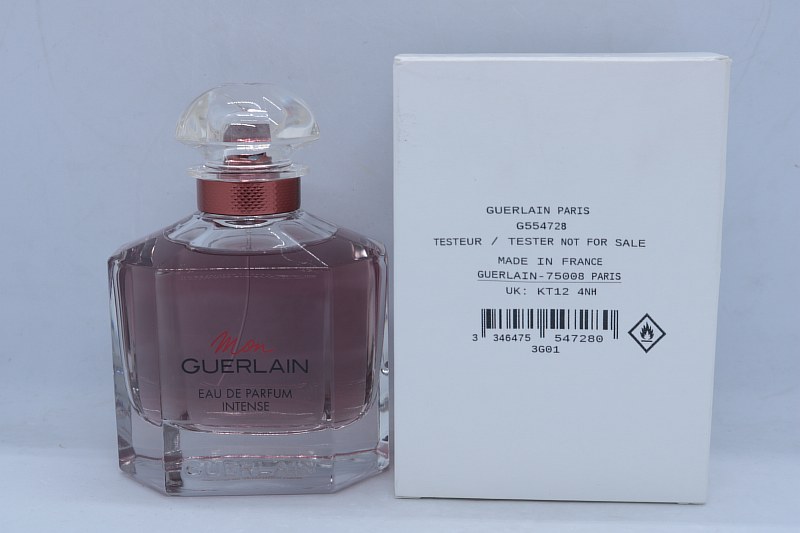 Mon
GUERLAIN
EAU DE PARFUM
INTENSE
GUERLAIN PARIS
G554728
TESTEUR / TESTER NOT FOR SALE
MADE IN FRANCE
GUERLAIN-75008 PARIS
UK: KT12 4NH
3 346475 547280
3G01